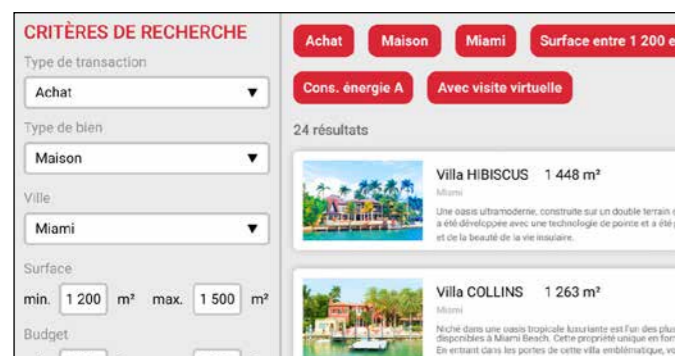 CRITÈRES DE RECHERCHE
Type de transaction
Achat
Type de bien
Maison
Ville
Miami
Surface
min. 1 200 m² max. 1 500 m²
Budget
Achat Maison Miami Surface entre 1 200 e
Cons. énergie A Avec visite virtuelle
24 résultats
Villa HIBISCUS 1 448 m²
Miami
Une oasis ultramoderne, construite sur un double terrain
a été développée avec une technologie de pointe et a été
et de la beauté de la vie insulaire.
Villa COLLINS 1 263 m²
Miami
Niché dans une oasis tropicale luxuriante est l'un des plus
disponibles à Miami Beach. Cette propriété unique en
En entrant dans les portes de cette villa emblématique,